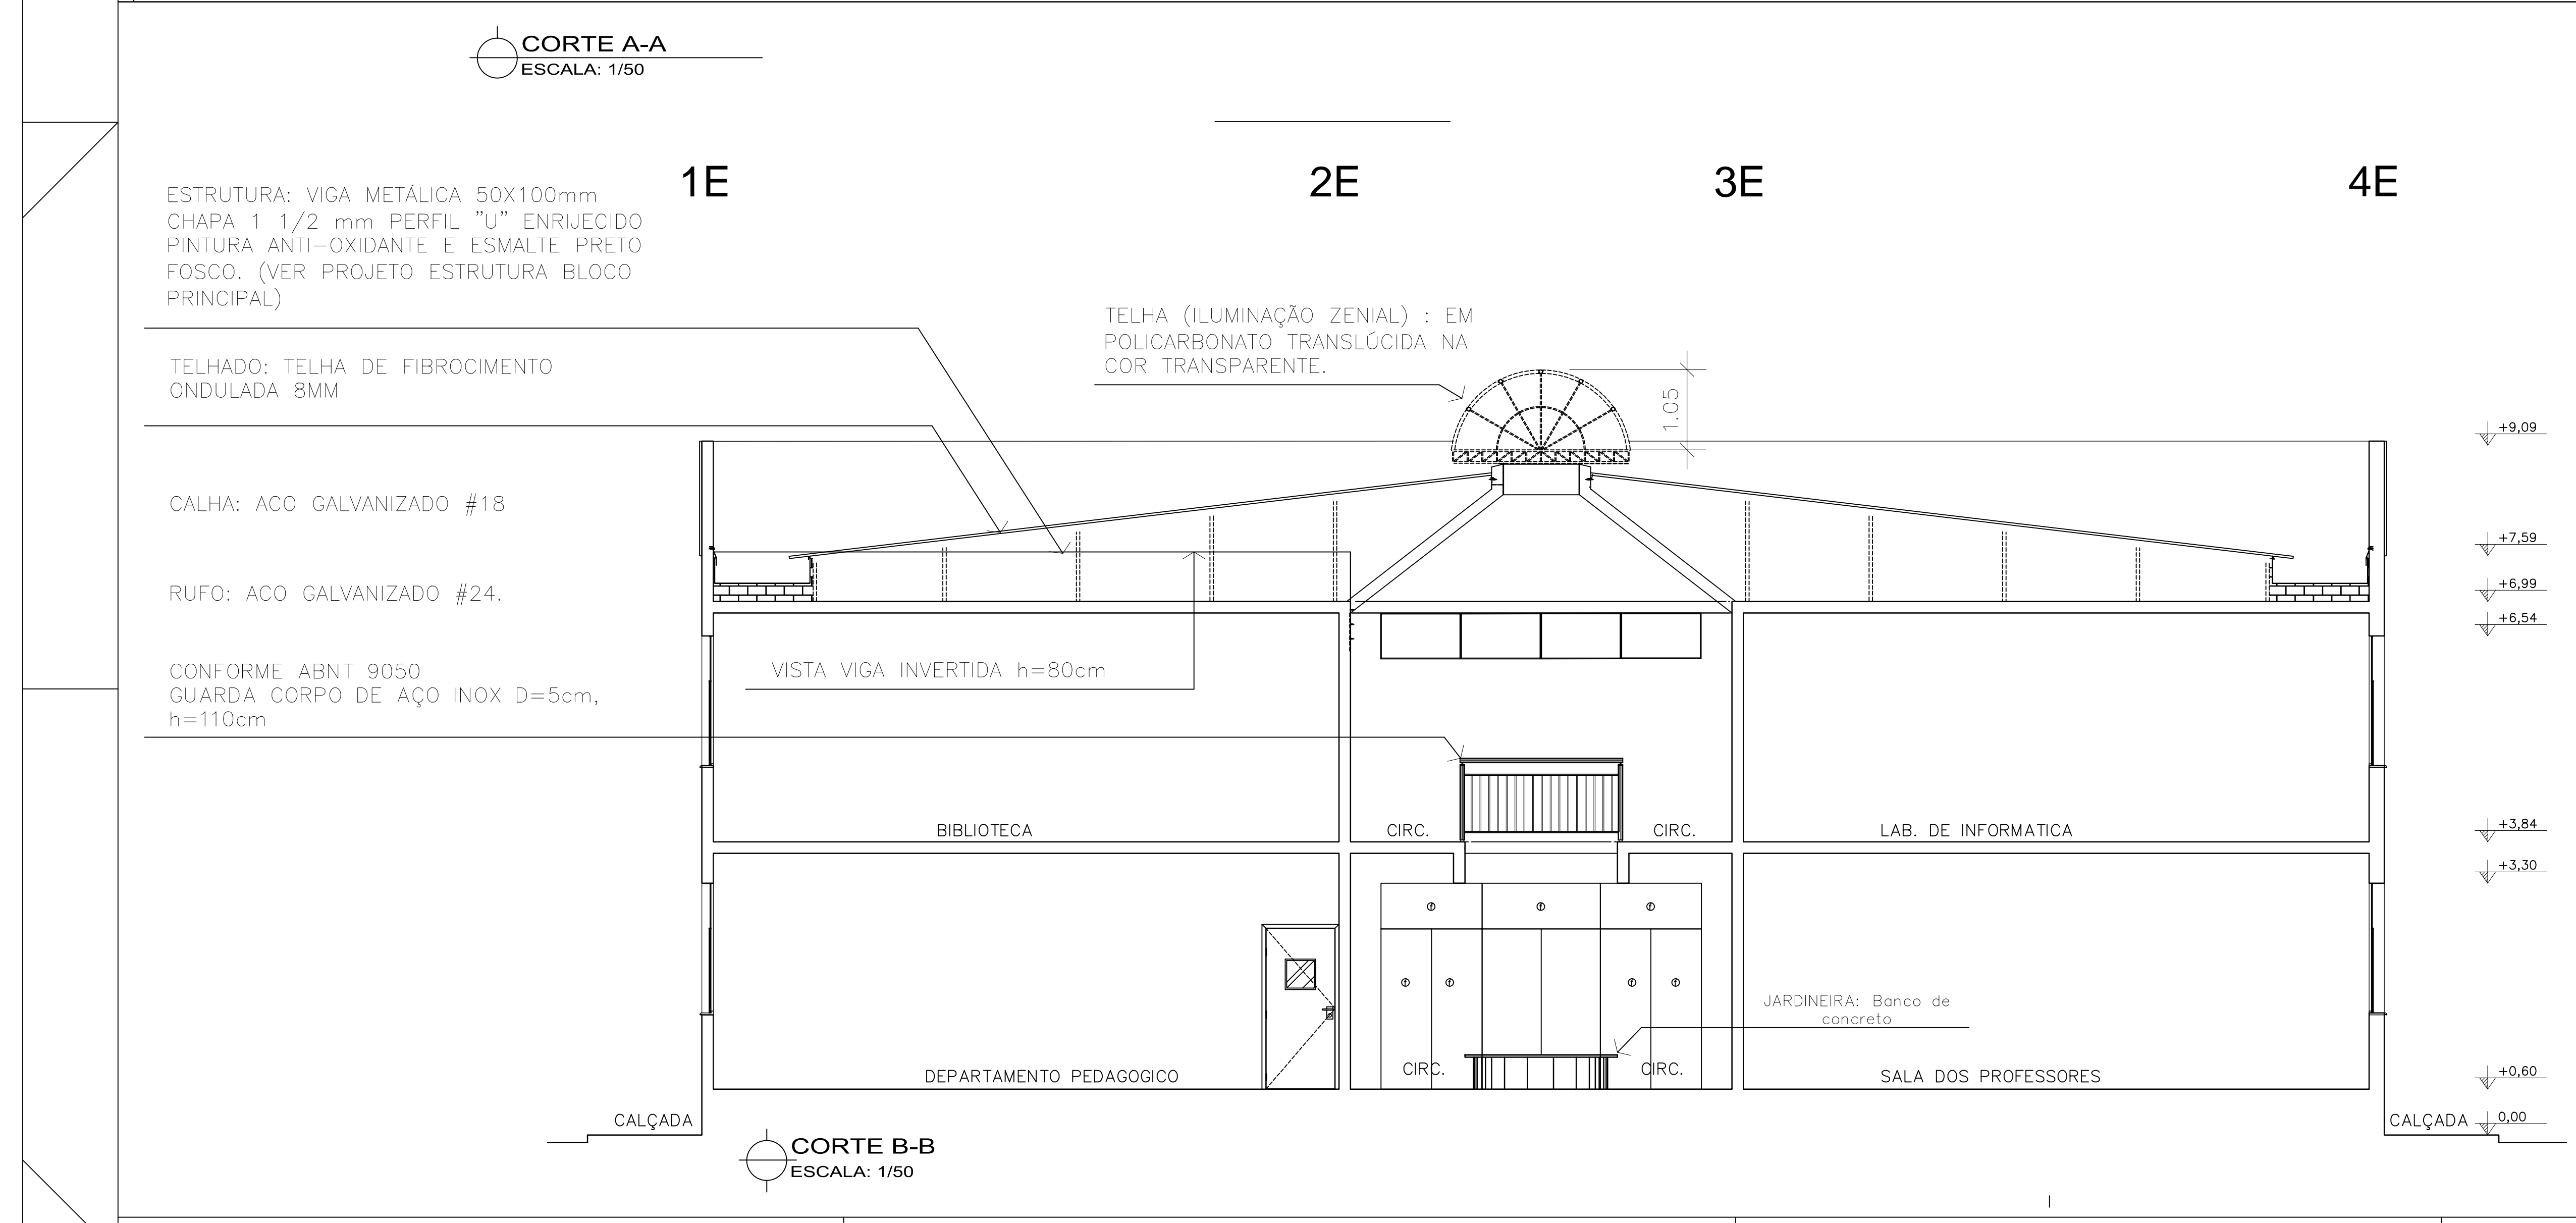 CORTE A-A
ESCALA: 1/50
1E
2E
3E
4E
ESTRUTURA: VIGA METÁLICA 50X100mm
CHAPA 1 1/2 mm PERFIL "U" ENRIJECIDO
PINTURA ANTI-OXIDANTE E ESMALTE PRETO
FOSCO. (VER PROJETO ESTRUTURA BLOCO
PRINCIPAL)
TELHADO: TELHA DE FIBROCIMENTO
ONDULADA 8MM
CALHA: ACO GALVANIZADO #18
RUFO: ACO GALVANIZADO #24.
CONFORME ABNT 9050
GUARDA CORPO DE AÇO INOX D=5cm,
h=110cm
TELHA (ILUMINAÇÃO ZENIAL) : EM
POLICARBONATO TRANSLÚCIDA NA
COR TRANSPARENTE.
1.05
VISTA VIGA INVERTIDA h=80cm
BIBLIOTECA
CIRC.
CIRC.
LAB. DE INFORMATICA
DEPARTAMENTO PEDAGOGICO
CIRC.
CIRC.
JARDINEIRA: Banco de
concreto
SALA DOS PROFESSORES
CALÇADA
CALÇADA
+9,09
+7,59
+6,99
+6,54
+3,84
+3,30
+0,60
0,00
CORTE B-B
ESCALA: 1/50